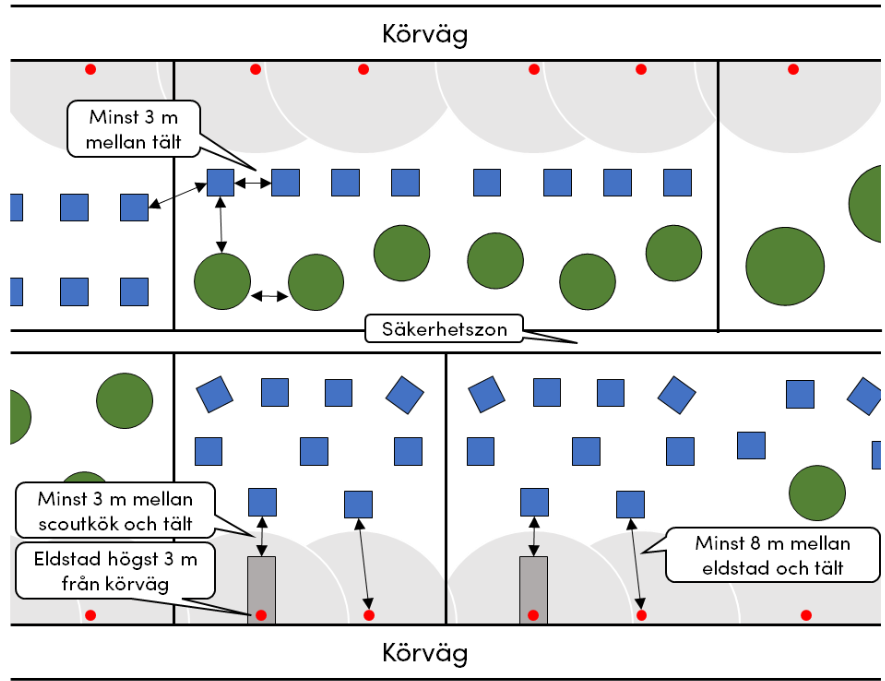 Körväg
Minst 3 m
mellan tält
Säkerhetszon
Minst 3 m mellan
scoutkök och tält
Eldstad högst 3 m
från körväg
Minst 8 m mellan
eldstad och tält
Körväg